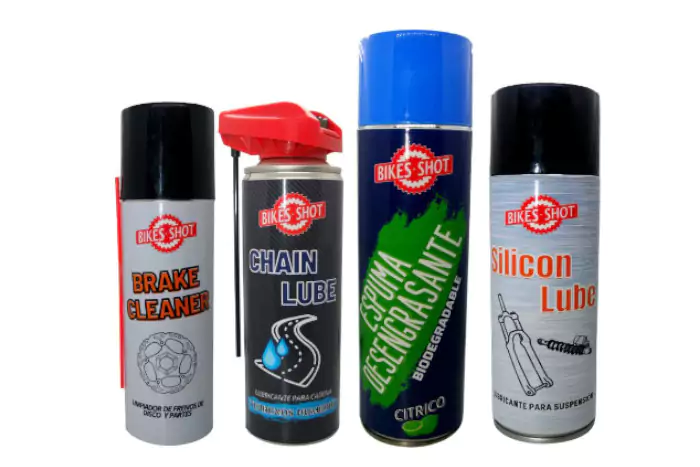 BIKES SHOT
BRAKE
CLEANER
LIMPIADOR DE FRENOS DE
DISCO Y PARTES
BIKES SHOT
CHAIN
LUBE
LUBRICANTE PARA CADENA
BIKES SHOT
ESPUMA
DESENGRASANTE
BIODEGRADABLE
CITRICO
BIKES SHOT
Silicon
Lube
LUBRICANTE PARA SUSPENSION